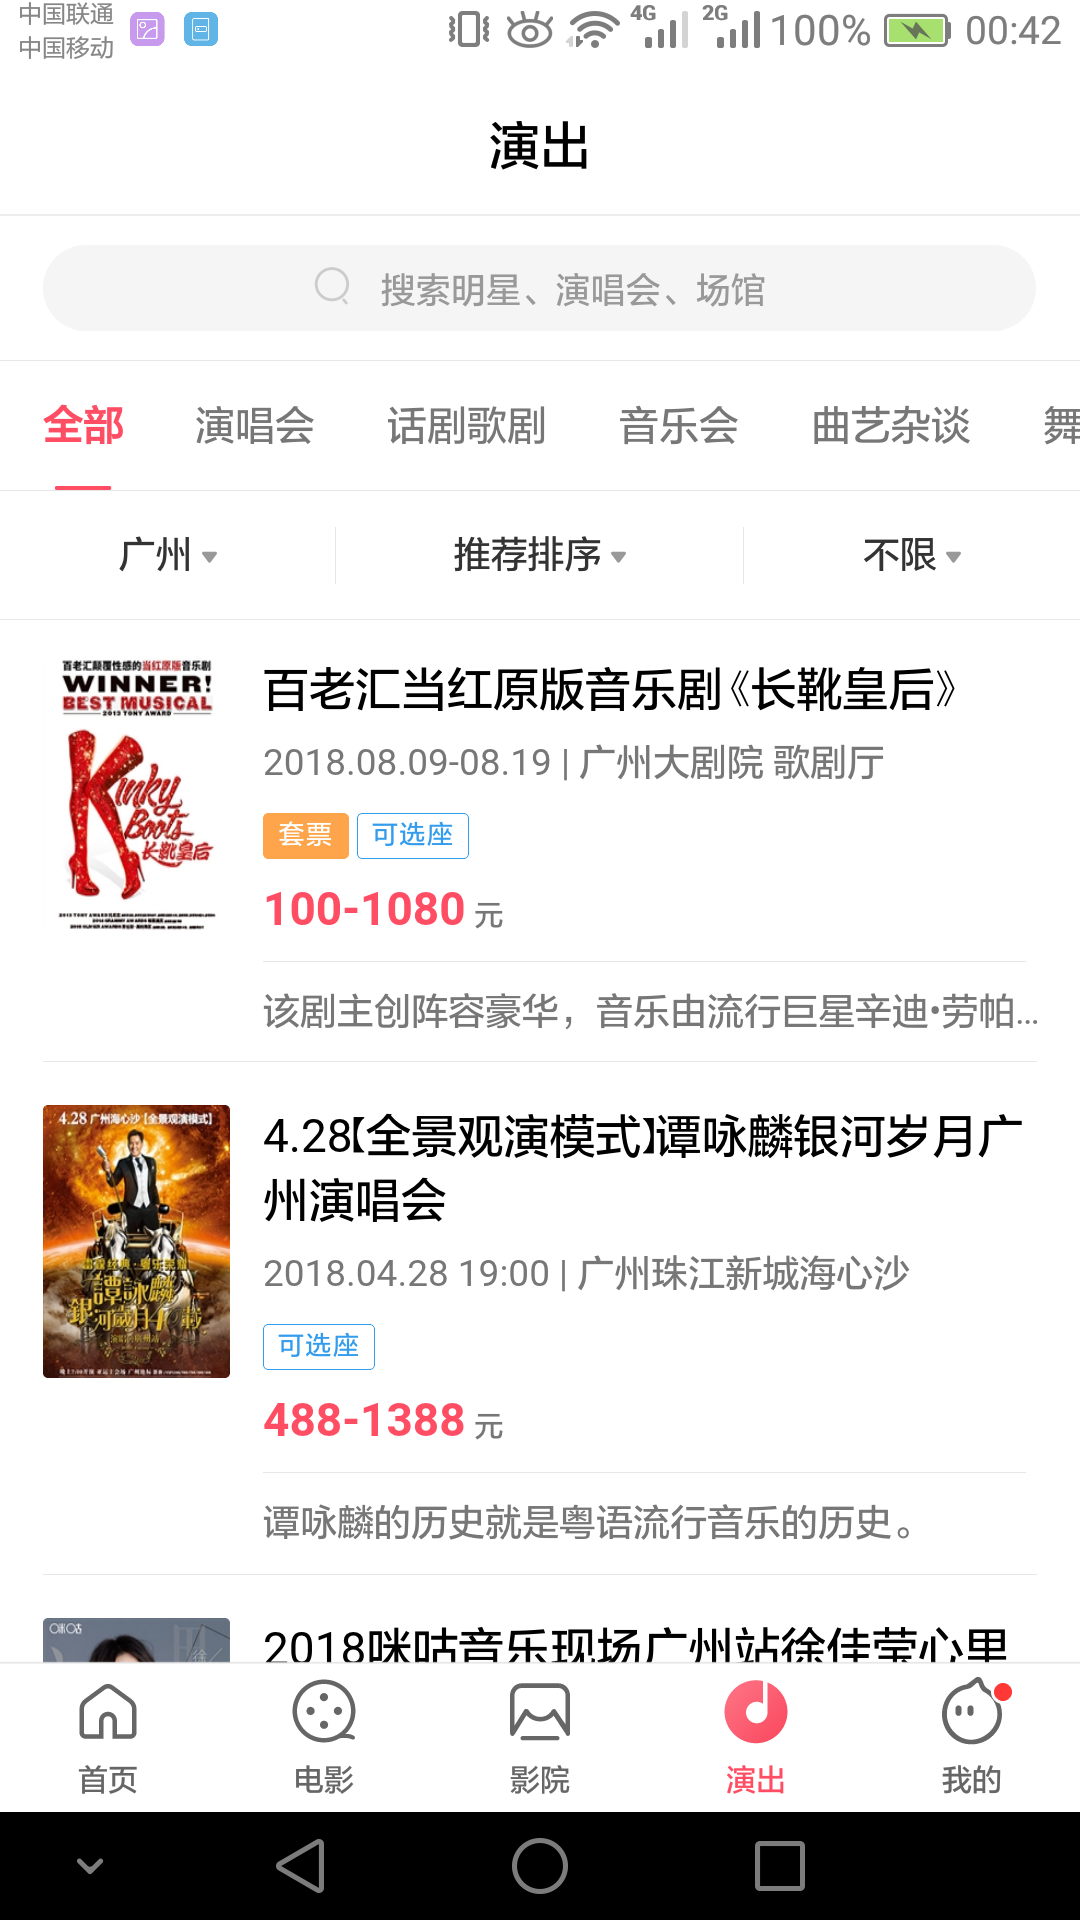 中国联通
中国移动
4G
2G
100%
00:42
演出
搜索明星、演唱会、场馆
全部 演唱会 话剧歌剧 音乐会 曲艺杂谈 舞
广州 推荐排序 不限
百老汇颠覆性感的当红原版音乐剧
WINNER!
BEST MUSICAL
2013 TONY AWARD
Kinky
Boots
长靴皇后
百老汇当红原版音乐剧《长靴皇后》
2018.08.09-08.19 | 广州大剧院 歌剧厅
套票 可选座
100-1080 元
该剧主创阵容豪华，音乐由流行巨星辛迪•劳帕...
4.28 广州海心沙【全景观演模式】
譚詠麟
銀河歲月40載
4.28【全景观演模式】谭咏麟银河岁月广
州演唱会
2018.04.28 19:00 | 广州珠江新城海心沙
可选座
488-1388 元
谭咏麟的历史就是粤语流行音乐的历史。
咪咕
2018咪咕音乐现场广州站徐佳莹心里
首页 电影 影院 演出 我的